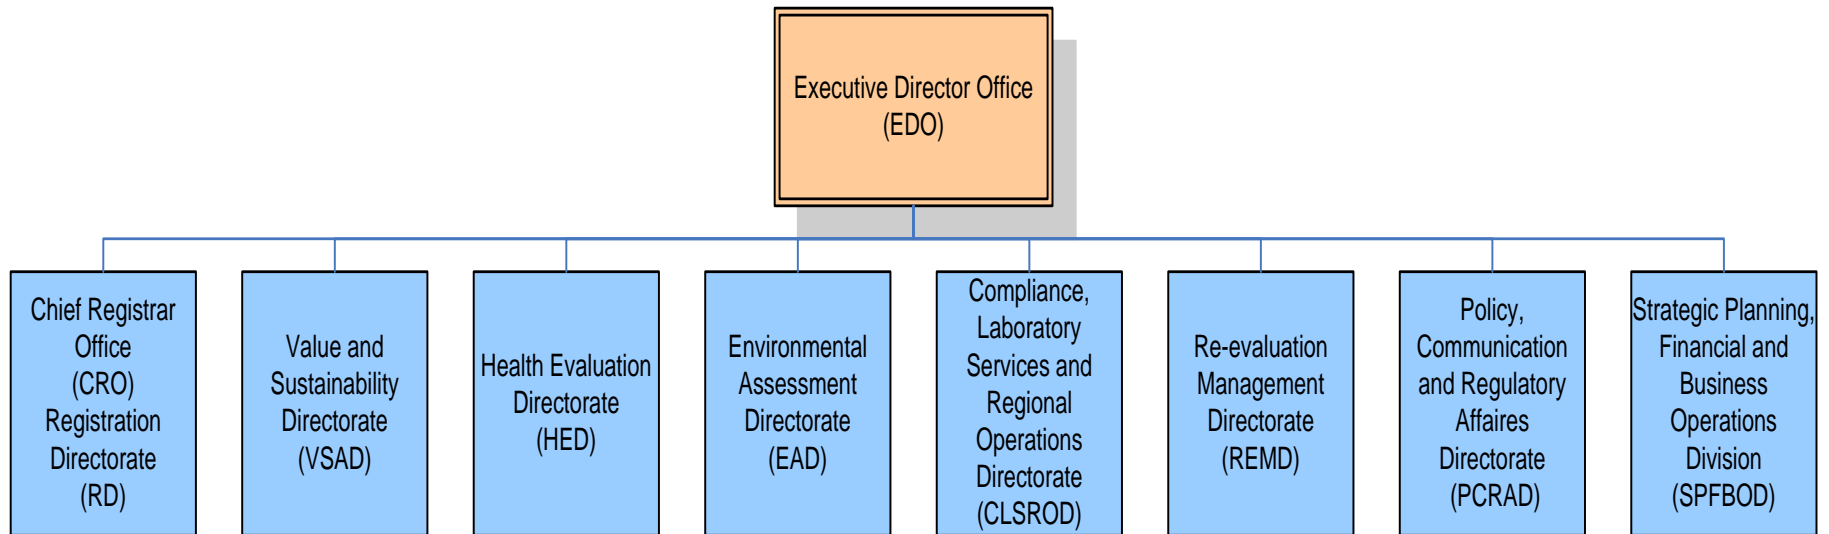 Executive Director Office
(EDO)
Chief Registrar
Office
(CRO)
Registration
Directorate
(RD)
Value and
Sustainability
Directorate
(VSAD)
Health Evaluation
Directorate
(HED)
Environmental
Assessment
Directorate
(EAD)
Compliance,
Laboratory
Services and
Regional
Operations
Directorate
(CLSROD)
Re-evaluation
Management
Directorate
(REMD)
Policy,
Communication
and Regulatory
Affaires
Directorate
(PCRAD)
Strategic Planning,
Financial and
Business
Operations
Division
(SPFBOD)